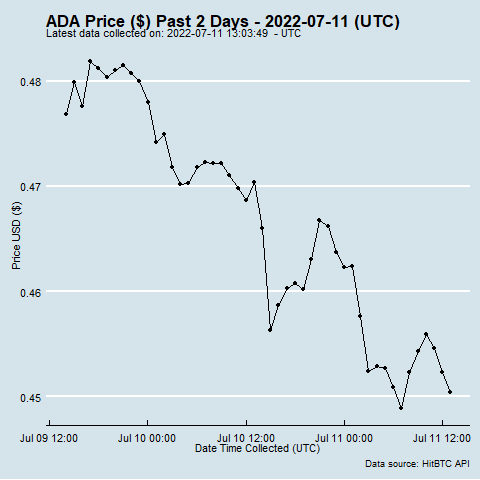 ADA Price ($) Past 2 Days - 2022-07-11 (UTC)
Latest data collected on: 2022-07-11 13:03:49 - UTC
0.48
0.47
0.46
0.45
Price USD ($)
Jul 09 12:00 Jul 10 00:00 Jul 10 12:00 Jul 11 00:00 Jul 11 12:00
Date Time Collected (UTC)
Data source: HitBTC API